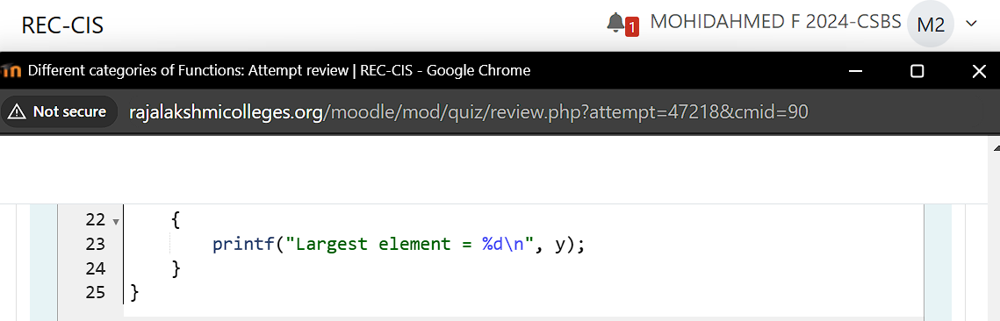 REC-CIS
1
MOHIDAHMED F 2024-CSBS
M2
Different categories of Functions: Attempt review | REC-CIS - Google Chrome
Not secure
rajalakshmicolleges.org/moodle/mod/quiz/review.php?attempt=47218&cmid=90
22 {
23 printf("Largest element = %d\n", y);
24 }
25 }